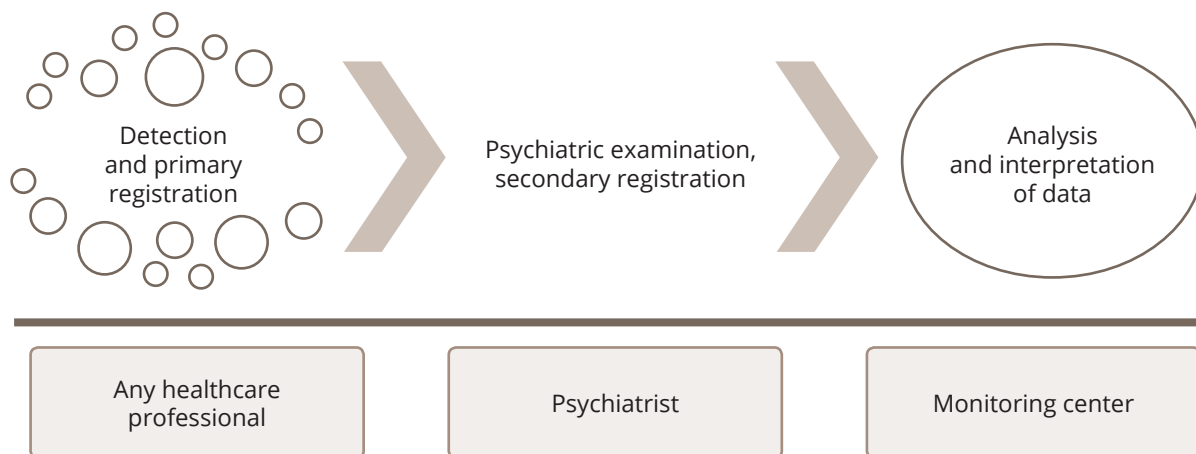 Detection
and primary
registration
Psychiatric examination,
secondary registration
Analysis
and interpretation
of data
Any healthcare
professional
Psychiatrist
Monitoring center